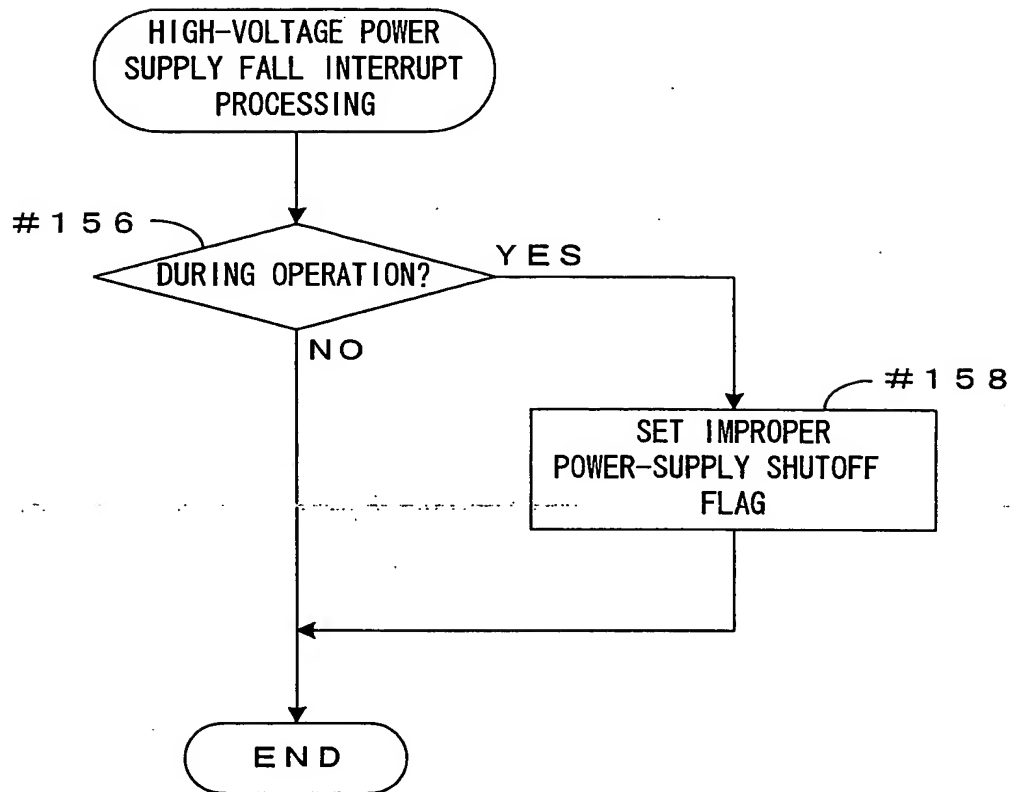 HIGH-VOLTAGE POWER
SUPPLY FALL INTERRUPT
PROCESSING
#156
DURING OPERATION?
YES
NO
#158
SET IMPROPER
POWER-SUPPLY SHUTOFF
FLAG
END